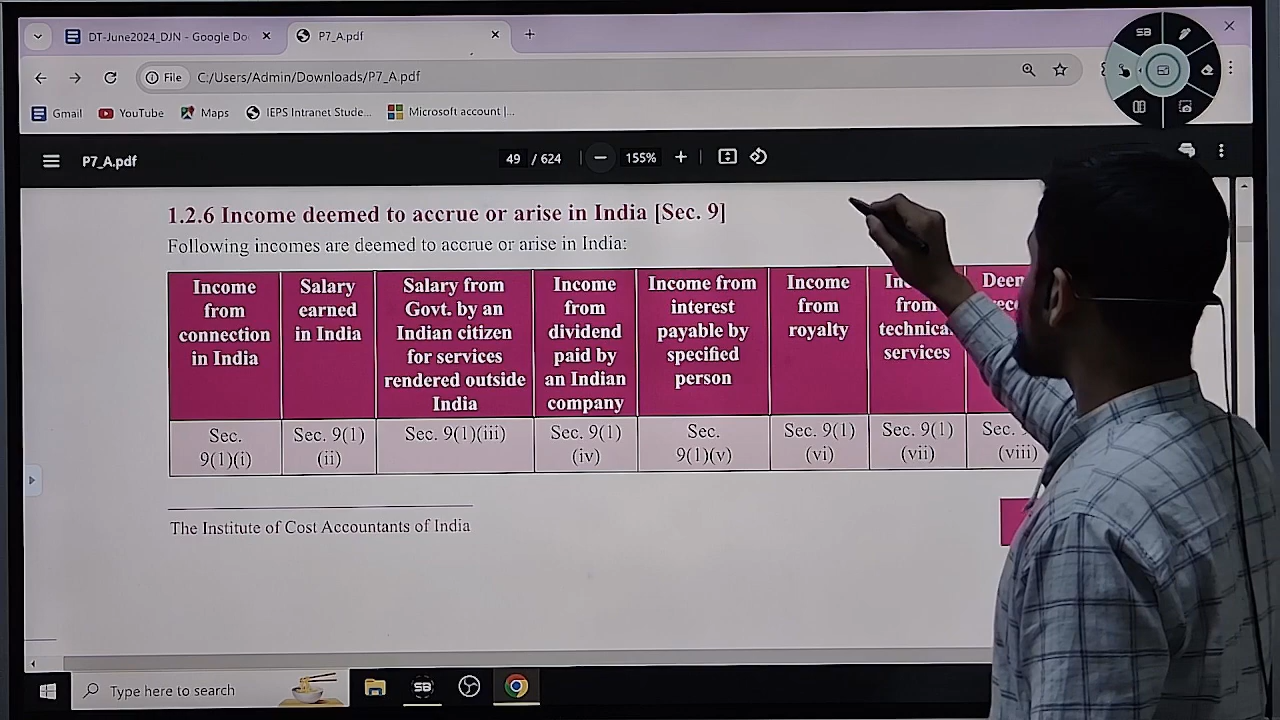 DT-June2024_DJN - Google Do
P7_A.pdf
File
C:/Users/Admin/Downloads/P7_A.pdf
Gmail
YouTube
Maps
IEPS Intranet Stude...
Microsoft account |...
P7_A.pdf
49 / 624
155%
1.2.6 Income deemed to accrue or arise in India [Sec. 9]
Following incomes are deemed to accrue or arise in India:
Income from connection in India
Salary earned in India
Salary from Govt. by an Indian citizen for services rendered outside India
Income from dividend paid by an Indian company
Income from interest payable by specified person
Income from royalty
from technical services
Sec. 9(1)(i)
Sec. 9(1)(ii)
Sec. 9(1)(iii)
Sec. 9(1)(iv)
Sec. 9(1)(v)
Sec. 9(1)(vi)
Sec. 9(1)(vii)
Sec.
(viii)
The Institute of Cost Accountants of India
Type here to search
SB
SB